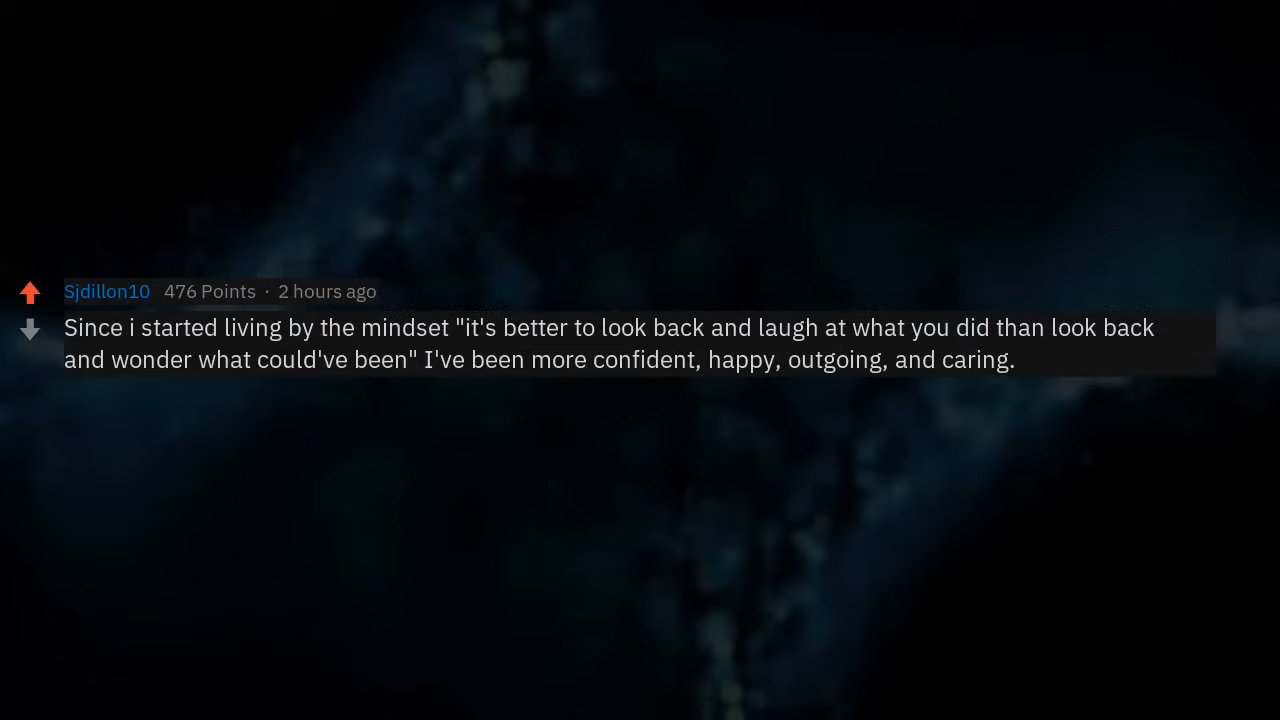 Sjdillon10 476 Points · 2 hours ago
Since i started living by the mindset "it's better to look back and laugh at what you did than look back
and wonder what could've been" I've been more confident, happy, outgoing, and caring.